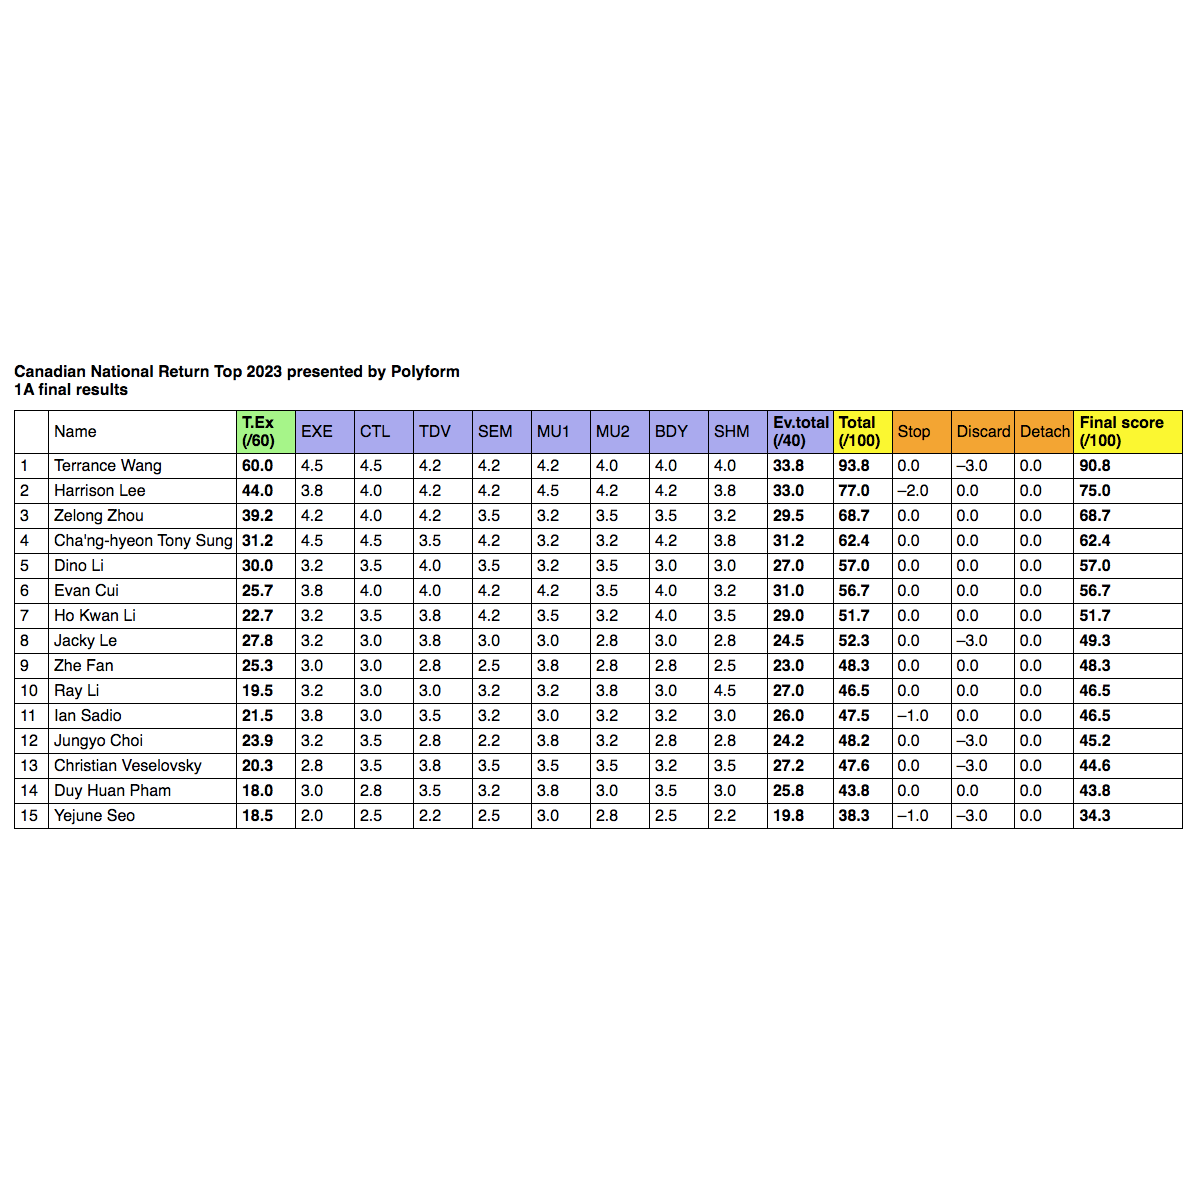 Canadian National Return Top 2023 presented by Polyform
1A final results
Name T.Ex (/60) EXE CTL TDV SEM MU1 MU2 BDY SHM Ev.total (/40) Total (/100) Stop Discard Detach Final score (/100)
1 Terrance Wang 60.0 4.5 4.5 4.2 4.2 4.2 4.0 4.0 4.0 33.8 93.8 0.0 –3.0 0.0 90.8
2 Harrison Lee 44.0 3.8 4.0 4.2 4.2 4.5 4.2 4.2 3.8 33.0 77.0 –2.0 0.0 0.0 75.0
3 Zelong Zhou 39.2 4.2 4.0 4.2 3.5 3.2 3.5 3.5 3.2 29.5 68.7 0.0 0.0 0.0 68.7
4 Cha'ng-hyeon Tony Sung 31.2 4.5 4.5 3.5 4.2 3.2 3.2 4.2 3.8 31.2 62.4 0.0 0.0 0.0 62.4
5 Dino Li 30.0 3.2 3.5 4.0 3.5 3.2 3.5 3.0 3.0 27.0 57.0 0.0 0.0 0.0 57.0
6 Evan Cui 25.7 3.8 4.0 4.0 4.2 4.2 3.5 4.0 3.2 31.0 56.7 0.0 0.0 0.0 56.7
7 Ho Kwan Li 22.7 3.2 3.5 3.8 4.2 3.5 3.2 4.0 3.5 29.0 51.7 0.0 0.0 0.0 51.7
8 Jacky Le 27.8 3.2 3.0 3.8 3.0 3.0 2.8 3.0 2.8 24.5 52.3 0.0 –3.0 0.0 49.3
9 Zhe Fan 25.3 3.0 3.0 2.8 2.5 3.8 2.8 2.8 2.5 23.0 48.3 0.0 0.0 0.0 48.3
10 Ray Li 19.5 3.2 3.0 3.0 3.2 3.2 3.8 3.0 4.5 27.0 46.5 0.0 0.0 0.0 46.5
11 Ian Sadio 21.5 3.8 3.0 3.5 3.2 3.0 3.2 3.2 3.0 26.0 47.5 –1.0 0.0 0.0 46.5
12 Jungyo Choi 23.9 3.2 3.5 2.8 2.2 3.8 3.2 2.8 2.8 24.2 48.2 0.0 –3.0 0.0 45.2
13 Christian Veselovsky 20.3 2.8 3.5 3.8 3.5 3.5 3.5 3.2 3.5 27.2 47.6 0.0 –3.0 0.0 44.6
14 Duy Huan Pham 18.0 3.0 2.8 3.5 3.2 3.8 3.0 3.5 3.0 25.8 43.8 0.0 0.0 0.0 43.8
15 Yejune Seo 18.5 2.0 2.5 2.2 2.5 3.0 2.8 2.5 2.2 19.8 38.3 –1.0 –3.0 0.0 34.3